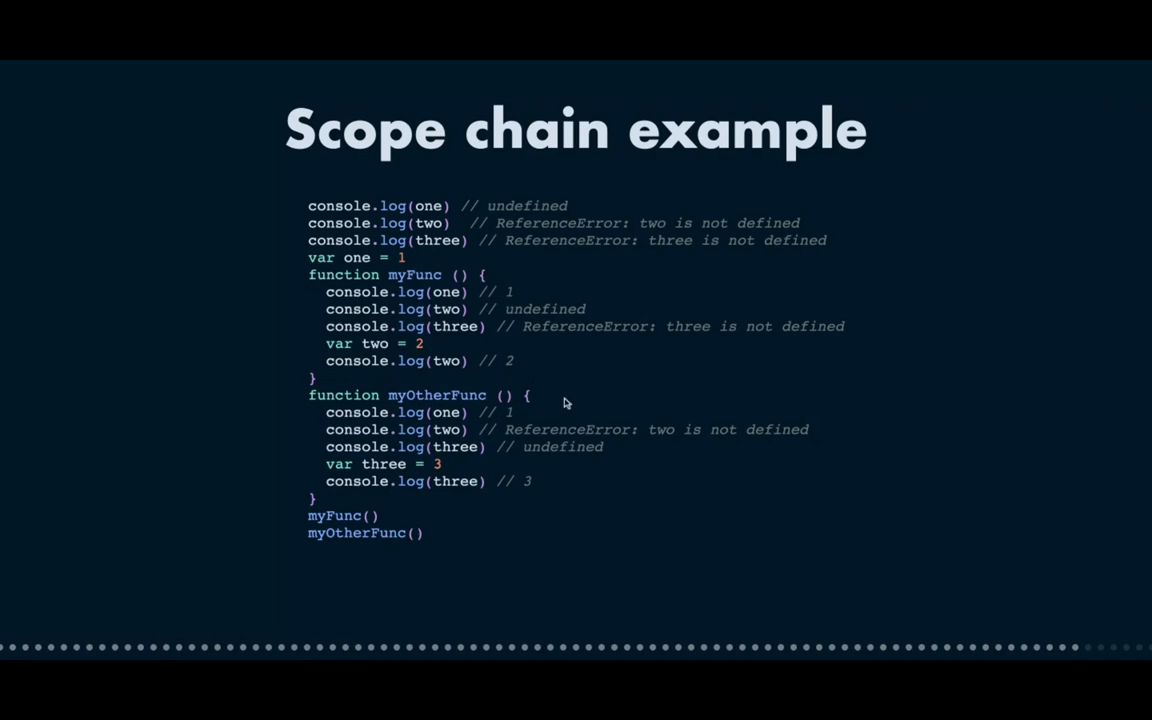 Scope chain example
console.log(one) // undefined
console.log(two)  // ReferenceError: two is not defined
console.log(three) // ReferenceError: three is not defined
var one = 1
function myFunc () {
  console.log(one) // 1
  console.log(two) // undefined
  console.log(three) // ReferenceError: three is not defined
  var two = 2
  console.log(two) // 2
}
function myOtherFunc () {
  console.log(one) // 1
  console.log(two) // ReferenceError: two is not defined
  console.log(three) // undefined
  var three = 3
  console.log(three) // 3
}
myFunc()
myOtherFunc()